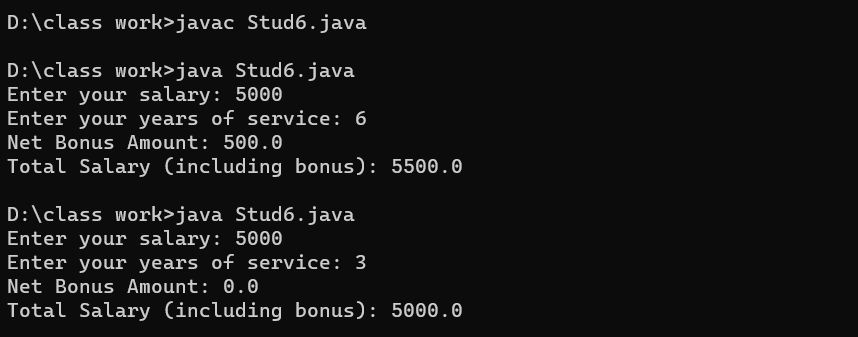 D:\class work>javac Stud6.java
D:\class work>java Stud6.java
Enter your salary: 5000
Enter your years of service: 6
Net Bonus Amount: 500.0
Total Salary (including bonus): 5500.0
D:\class work>java Stud6.java
Enter your salary: 5000
Enter your years of service: 3
Net Bonus Amount: 0.0
Total Salary (including bonus): 5000.0